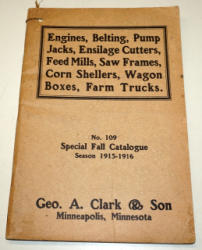 Engines, Belting, Pump
Jacks, Ensilage Cutters,
Feed Mills, Saw Frames,
Corn Shellers, Wagon
Boxes, Farm Trucks.
No. 109
Special Fall Catalogue
Season 1915-1916
Geo. A. Clark & Son
Minneapolis, Minnesota